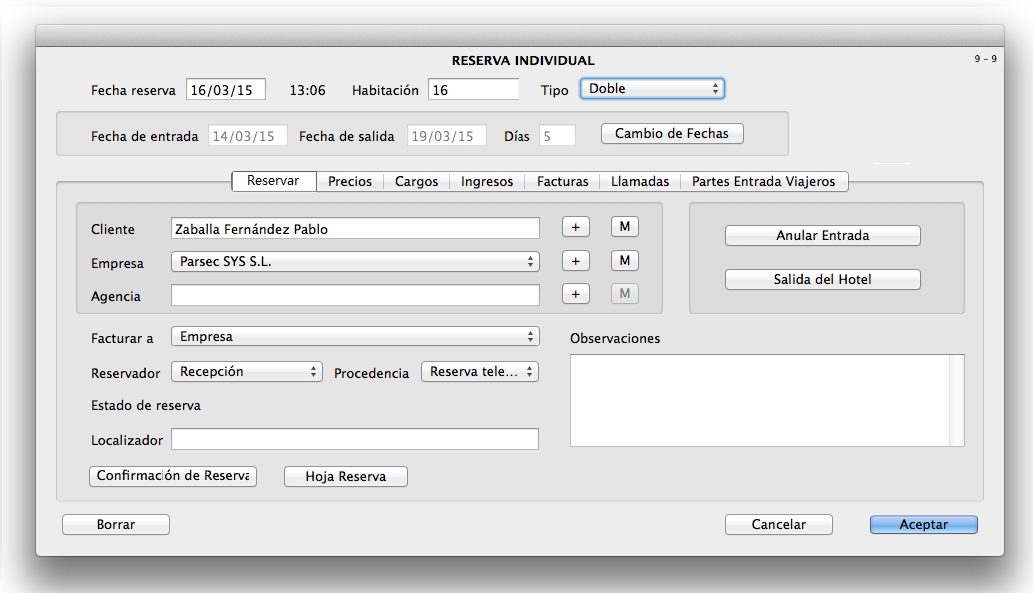 RESERVA INDIVIDUAL
9 - 9
Fecha reserva 16/03/15 13:06 Habitación 16 Tipo Doble
Fecha de entrada 14/03/15 Fecha de salida 19/03/15 Días 5 Cambio de Fechas
Reservar Precios Cargos Ingresos Facturas Llamadas Partes Entrada Viajeros
Cliente Zaballa Fernández Pablo + M
Anular Entrada
Empresa Parsec SYS S.L. + M
Salida del Hotel
Agencia + M
Facturar a Empresa
Observaciones
Reservador Recepción Procedencia Reserva tele...
Estado de reserva
Localizador
Confirmación de Reserva Hoja Reserva
Borrar Cancelar Aceptar